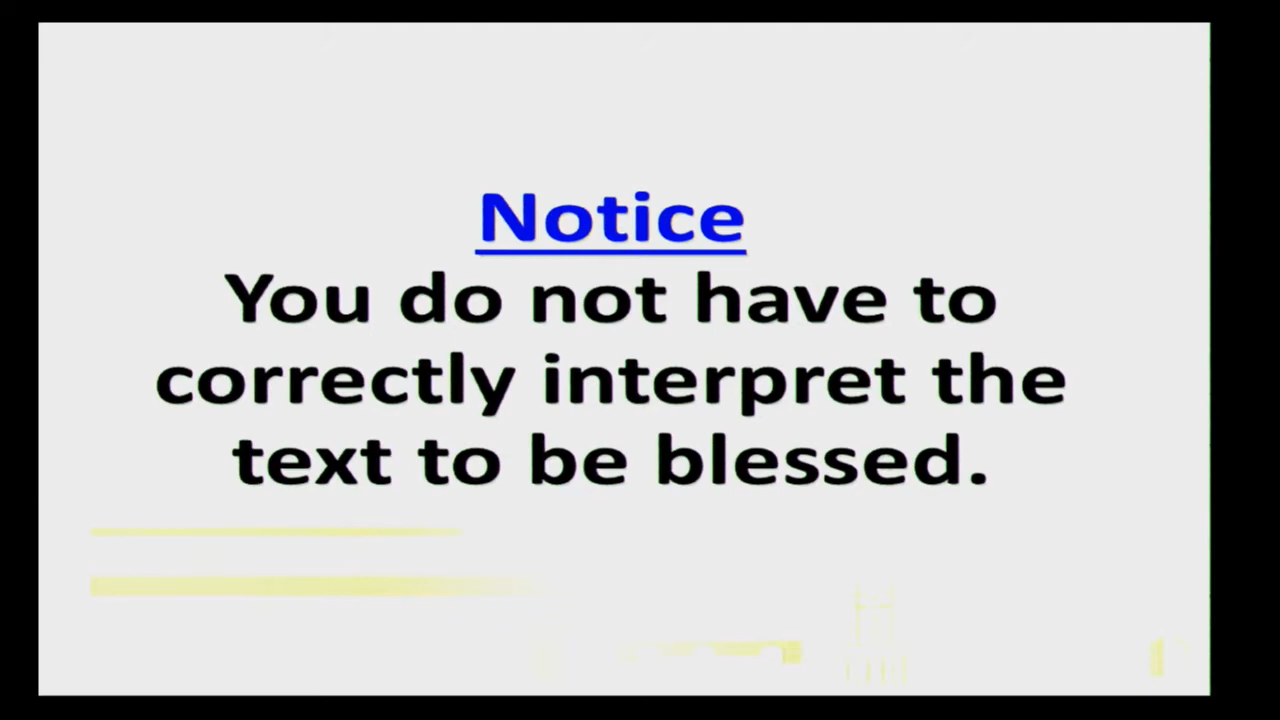 Notice
You do not have to
correctly interpret the
text to be blessed.